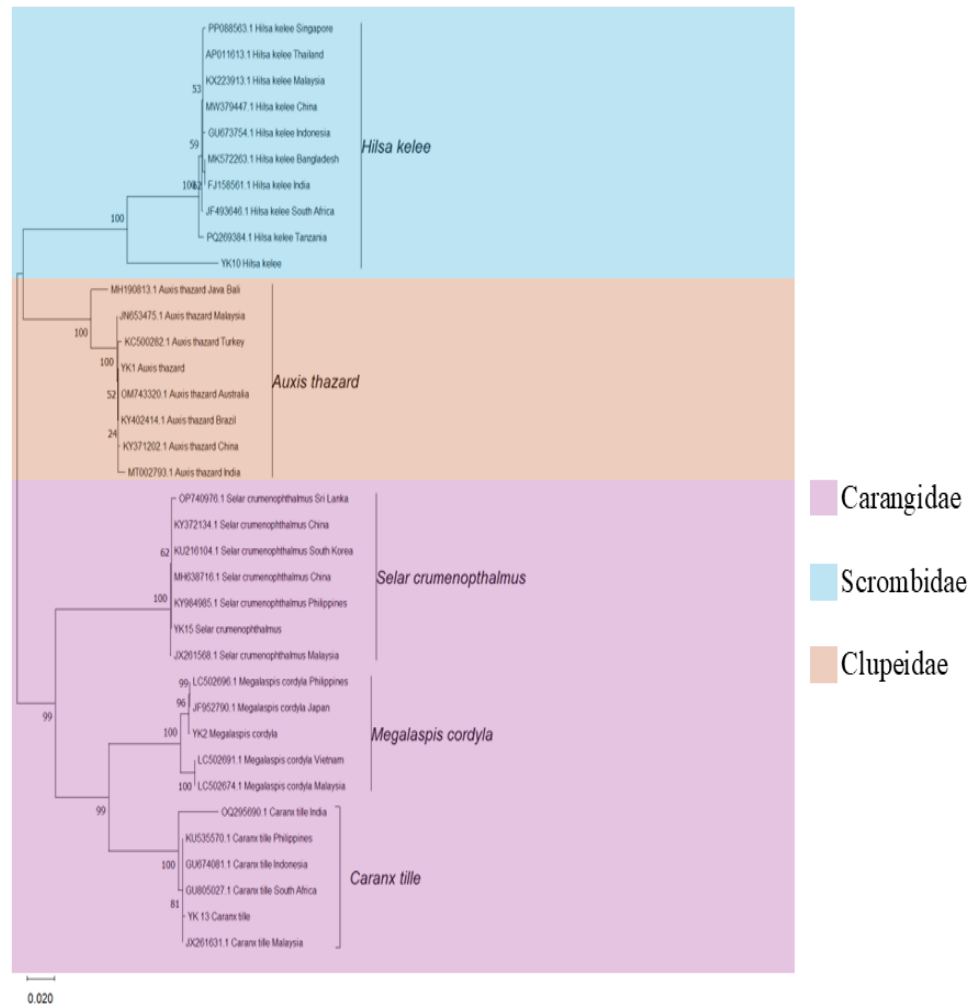 PP088563.1 Hilsa kelee Singapore
AP011613.1 Hilsa kelee Thailand
KX223913.1 Hilsa kelee Malaysia
53
MW379447.1 Hilsa kelee China
GU673754.1 Hilsa kelee Indonesia
59
Hilsa kelee
MK572263.1 Hilsa kelee Bangladesh
100
62
FJ158561.1 Hilsa kelee India
JF493646.1 Hilsa kelee South Africa
100
PQ269384.1 Hilsa kelee Tanzania
YK10 Hilsa kelee
MH190813.1 Auxis thazard Java Bali
JN653475.1 Auxis thazard Malaysia
100
KC500282.1 Auxis thazard Turkey
100
YK1 Auxis thazard
Auxis thazard
52
OM743320.1 Auxis thazard Australia
KY402414.1 Auxis thazard Brazil
24
KY371202.1 Auxis thazard China
MT002793.1 Auxis thazard India
OP740976.1 Selar crumenophthalmus Sri Lanka
KY372134.1 Selar crumenophthalmus China
62
KU216104.1 Selar crumenophthalmus South Korea
MH638716.1 Selar crumenophthalmus China
Selar crumenopthalmus
100
KY984985.1 Selar crumenophthalmus Philippines
YK15 Selar crumenophthalmus
JX261568.1 Selar crumenophthalmus Malaysia
99
LC502696.1 Megalaspis cordyla Philippines
96
JF952790.1 Megalaspis cordyla Japan
99
100
YK2 Megalaspis cordyla
Megalaspis cordyla
LC502691.1 Megalaspis cordyla Vietnam
100
LC502674.1 Megalaspis cordyla Malaysia
99
OQ295690.1 Caranx tille India
KU535570.1 Caranx tille Philippines
100
GU674081.1 Caranx tille Indonesia
Caranx tille
GU805027.1 Caranx tille South Africa
81
YK 13 Caranx tille
JX261631.1 Caranx tille Malaysia
0.020
Carangidae
Scrombidae
Clupeidae